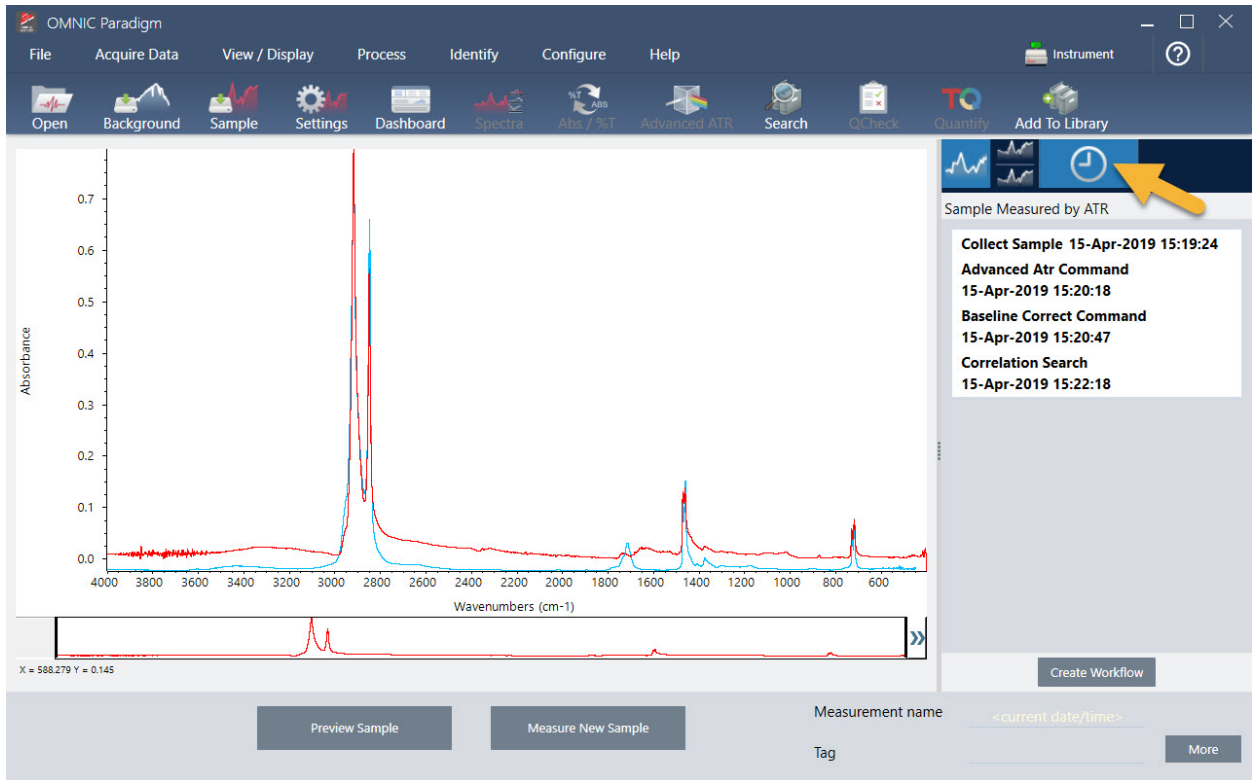 OMNIC Paradigm
File Acquire Data View / Display Process Identify Configure Help Instrument
%T ABS
TQ
Open Background Sample Settings Dashboard Spectra Abs / %T Advanced ATR Search QCheck Quantify Add To Library
Sample Measured by ATR
Collect Sample 15-Apr-2019 15:19:24
Advanced Atr Command
15-Apr-2019 15:20:18
Baseline Correct Command
15-Apr-2019 15:20:47
Correlation Search
15-Apr-2019 15:22:18
0.7
0.6
0.5
0.4
0.3
0.2
0.1
0.0
Absorbance
4000 3800 3600 3400 3200 3000 2800 2600 2400 2200 2000 1800 1600 1400 1200 1000 800 600
Wavenumbers (cm-1)
X = 588.279 Y = 0.145
Create Workflow
Preview Sample
Measure New Sample
Measurement name <current date/time>
Tag
More